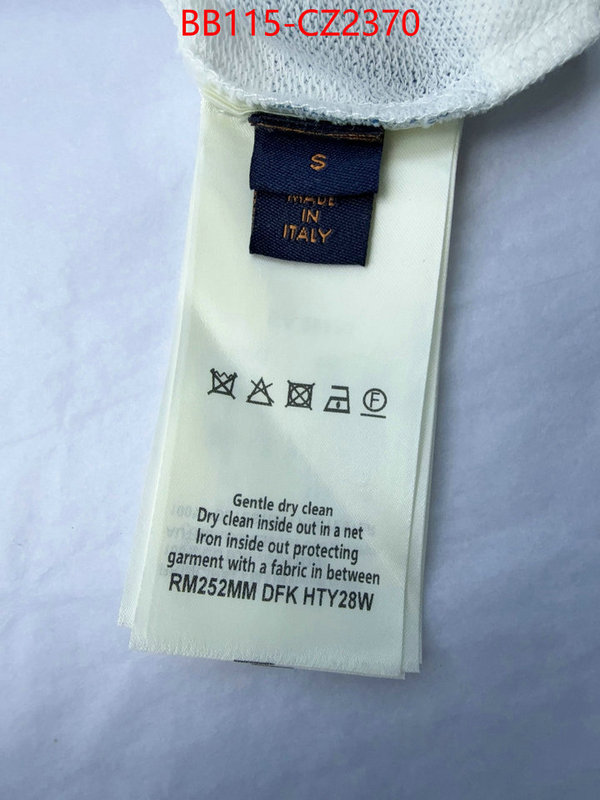 BB115-CZ2370
S
MADE
IN
ITALY
F
Gentle dry clean
Dry clean inside out in a net
Iron inside out protecting
garment with a fabric in between
RM252MM DFK HTY28W